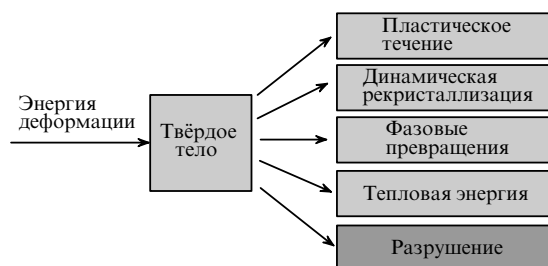 Энергия
деформации
Твёрдое
тело
Пластическое
течение
Динамическая
рекристаллизация
Фазовые
превращения
Тепловая энергия
Разрушение